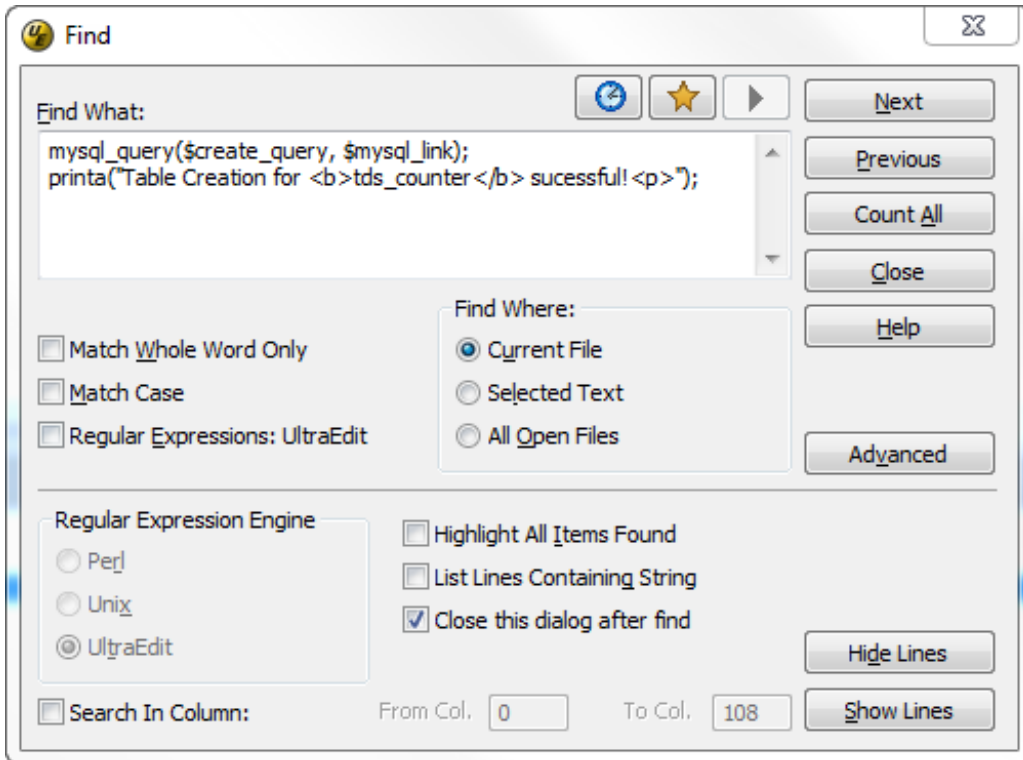 Find
Find What:
mysql_query($create_query, $mysql_link);
printa("Table Creation for <b>tds_counter</b> sucessful!<p>");
Next
Previous
Count All
Close
Help
Match Whole Word Only
Match Case
Regular Expressions: UltraEdit
Find Where:
Current File
Selected Text
All Open Files
Advanced
Regular Expression Engine
Perl
Unix
UltraEdit
Highlight All Items Found
List Lines Containing String
Close this dialog after find
Hide Lines
Search In Column:
From Col. 0
To Col. 108
Show Lines